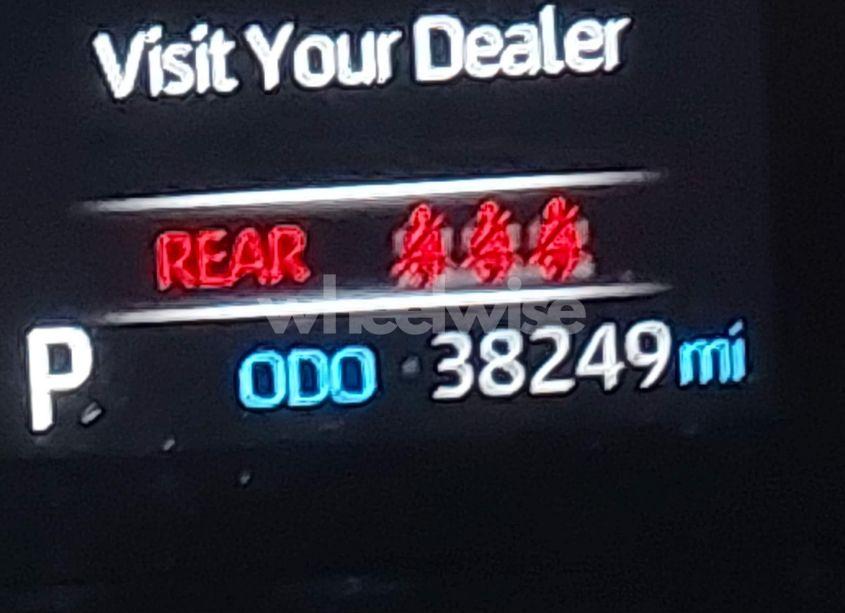 Visit Your Dealer
REAR
wheelwise
P ODO 38249 mi